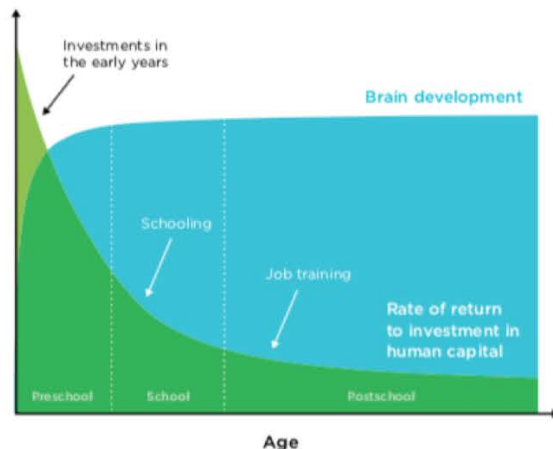 Investments in
the early years
Brain development
Schooling
Job training
Rate of return
to investment in
human capital
Preschool
School
Postschool
Age